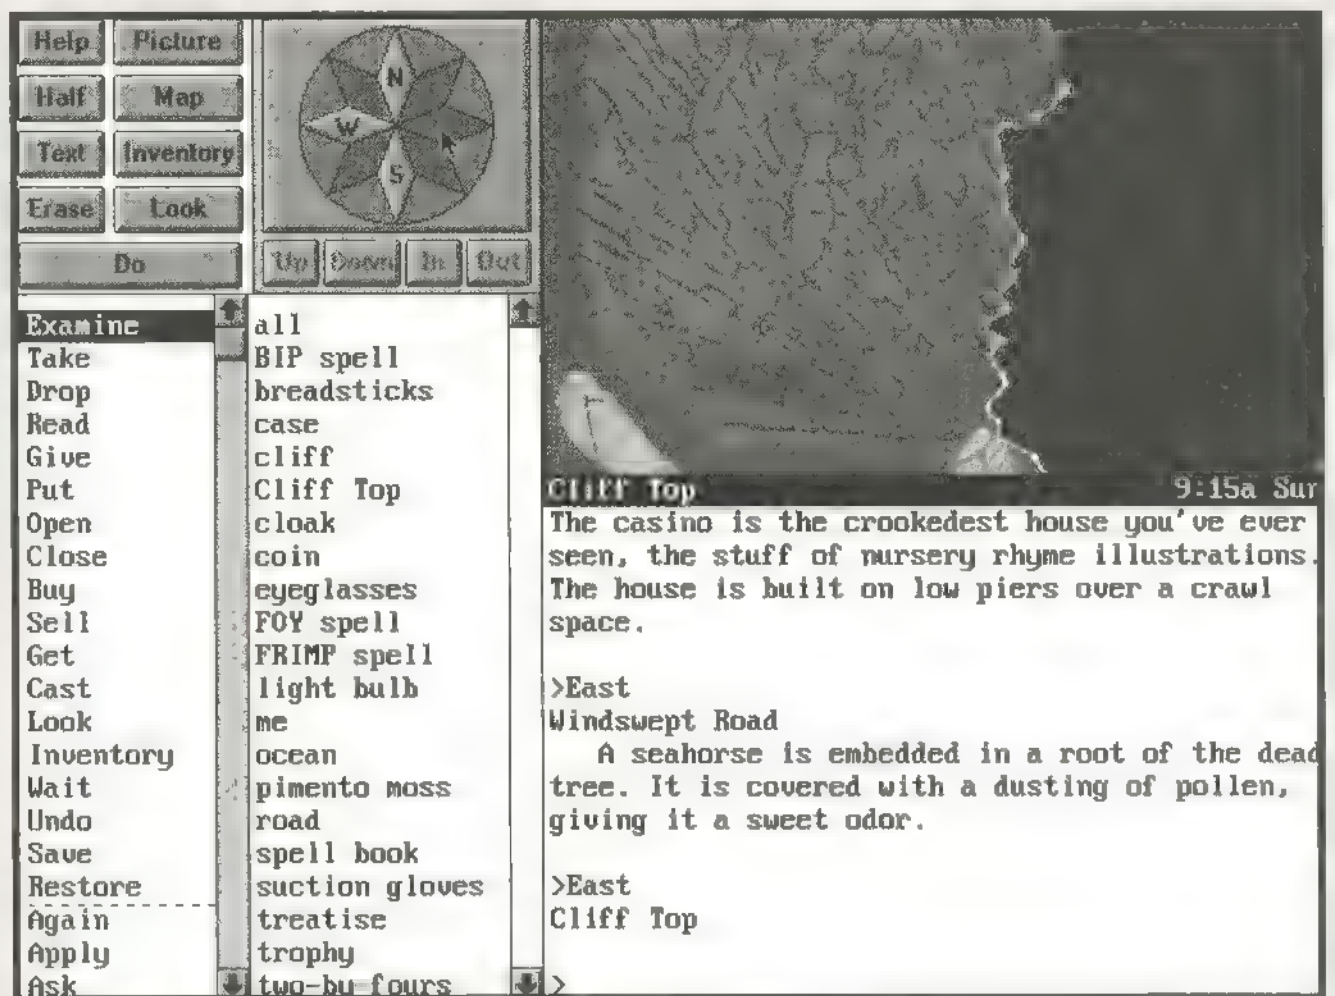 Help Picture
Half Map
Text Inventory
Erase Look
Do
N
W
S
Up Down In Out
Examine
Take
Drop
Read
Give
Put
Open
Close
Buy
Sell
Get
Cast
Look
Inventory
Wait
Undo
Save
Restore
Again
Apply
Ask
all
BIP spell
breadsticks
case
cliff
Cliff Top
cloak
coin
eyeglasses
FOY spell
FRIMP spell
light bulb
me
ocean
pimento moss
road
spell book
suction gloves
treatise
trophy
two-by fours
Cliff Top 9:15a Sur
The casino is the crookedest house you've ever
seen, the stuff of nursery rhyme illustrations.
The house is built on low piers over a crawl
space.
>East
Windswept Road
A seahorse is embedded in a root of the dead
tree. It is covered with a dusting of pollen,
giving it a sweet odor.
>East
Cliff Top
>